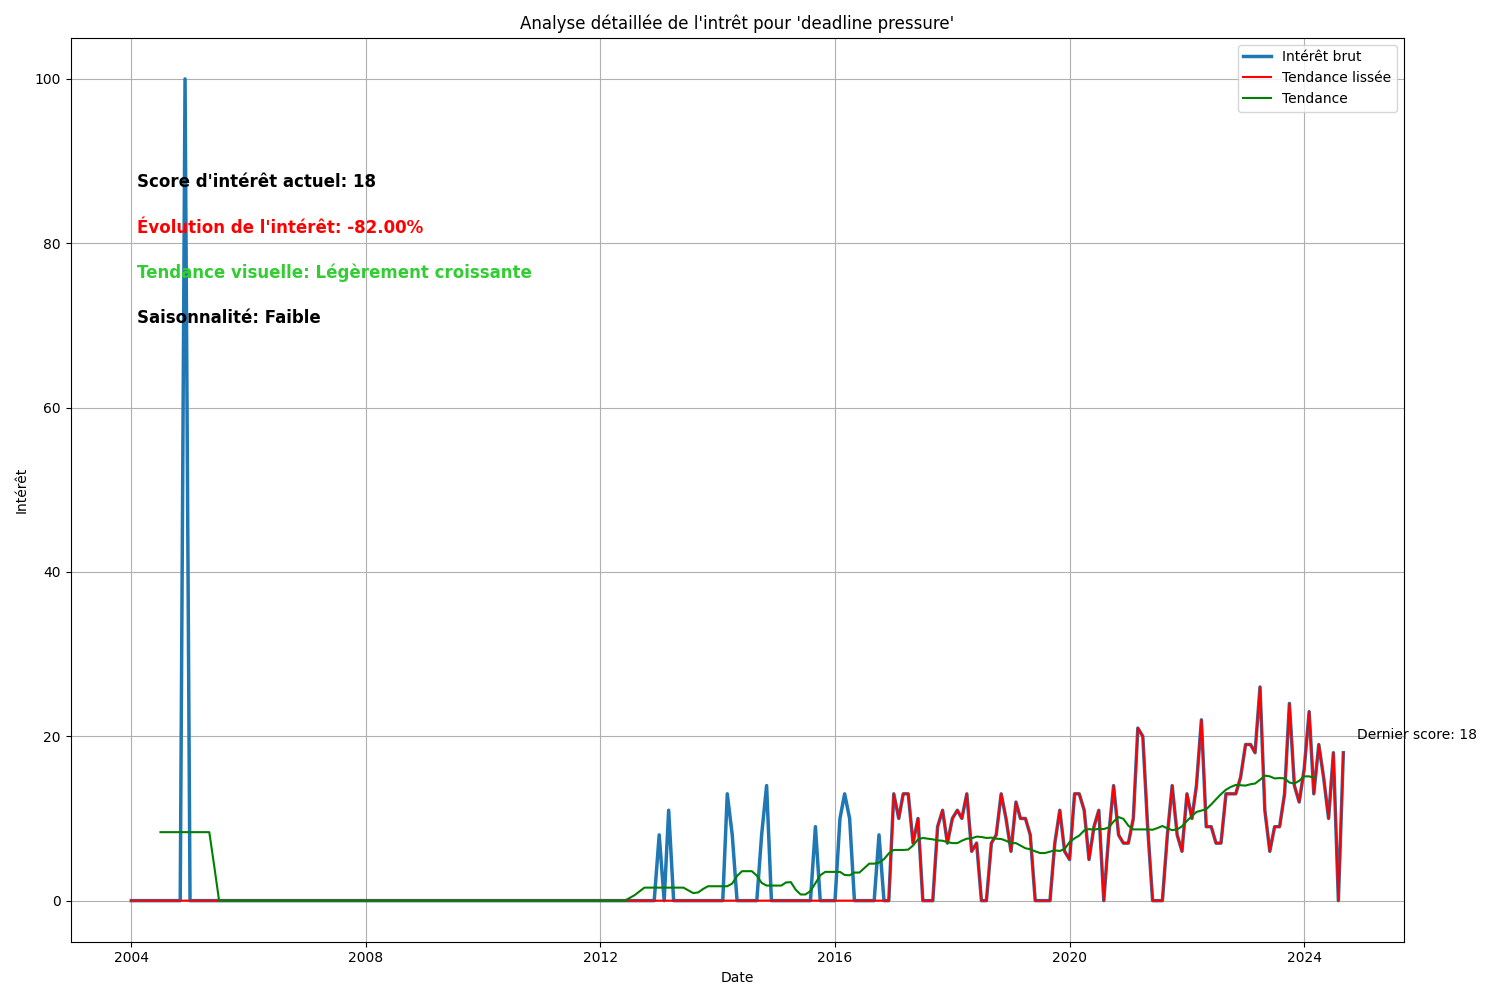 Analyse détaillée de l'intrêt pour 'deadline pressure'
Intérêt brut
Tendance lissée
Tendance
Score d'intérêt actuel: 18
Évolution de l'intérêt: -82.00%
Tendance visuelle: Légèrement croissante
Saisonnalité: Faible
Dernier score: 18
Intérêt
100
80
60
40
20
0
2004
2008
2012
2016
2020
2024
Date